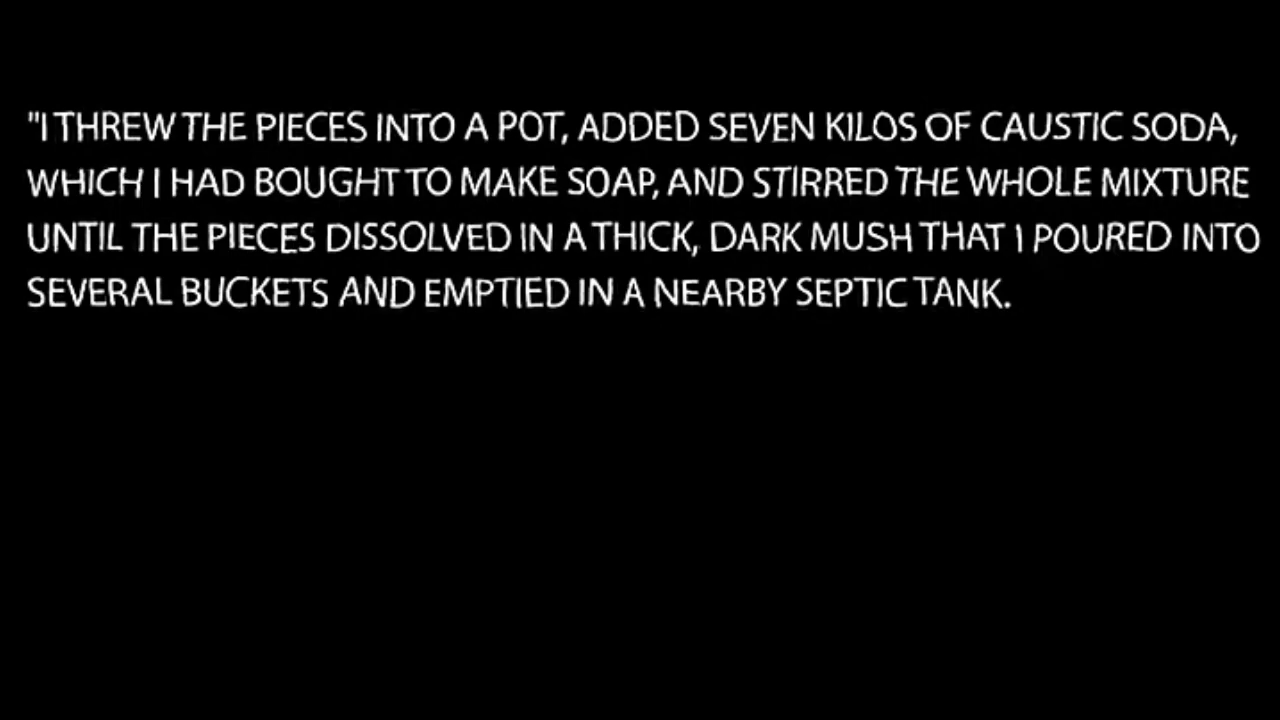 "I THREW THE PIECES INTO A POT, ADDED SEVEN KILOS OF CAUSTIC SODA,
WHICH I HAD BOUGHT TO MAKE SOAP, AND STIRRED THE WHOLE MIXTURE
UNTIL THE PIECES DISSOLVED IN A THICK, DARK MUSH THAT I POURED INTO
SEVERAL BUCKETS AND EMPTIED IN A NEARBY SEPTIC TANK.